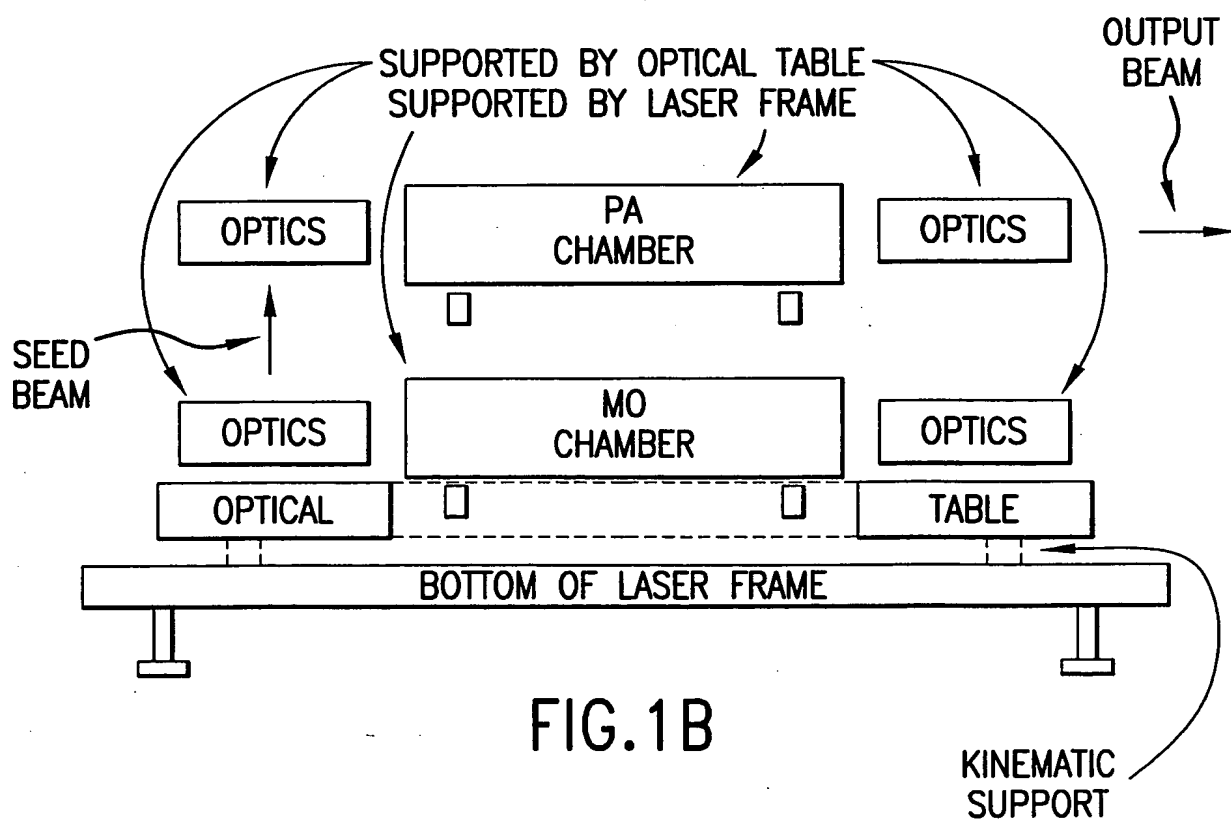 OUTPUT
BEAM
SUPPORTED BY OPTICAL TABLE
SUPPORTED BY LASER FRAME
OPTICS
PA
CHAMBER
OPTICS
SEED
BEAM
OPTICS
MO
CHAMBER
OPTICS
OPTICAL
TABLE
BOTTOM OF LASER FRAME
FIG.1B
KINEMATIC
SUPPORT